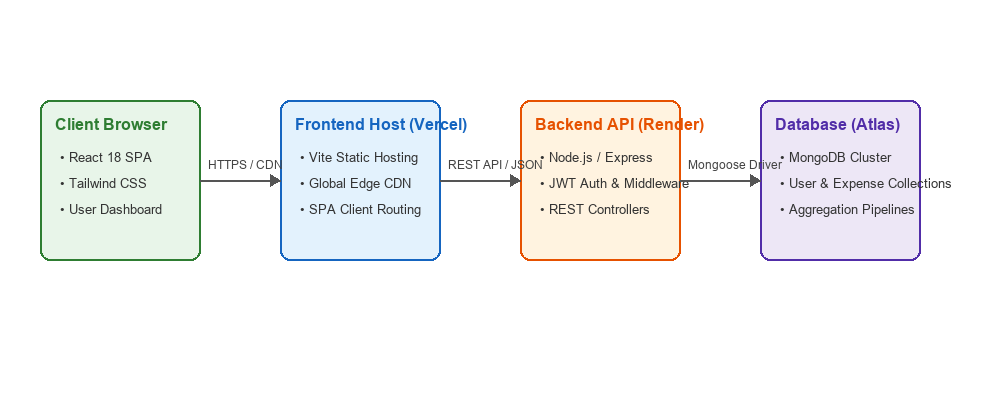 Client Browser
• React 18 SPA
• Tailwind CSS
• User Dashboard
HTTPS / CDN
Frontend Host (Vercel)
• Vite Static Hosting
• Global Edge CDN
• SPA Client Routing
REST API / JSON
Backend API (Render)
• Node.js / Express
• JWT Auth & Middleware
• REST Controllers
Mongoose Driver
Database (Atlas)
• MongoDB Cluster
• User & Expense Collections
• Aggregation Pipelines